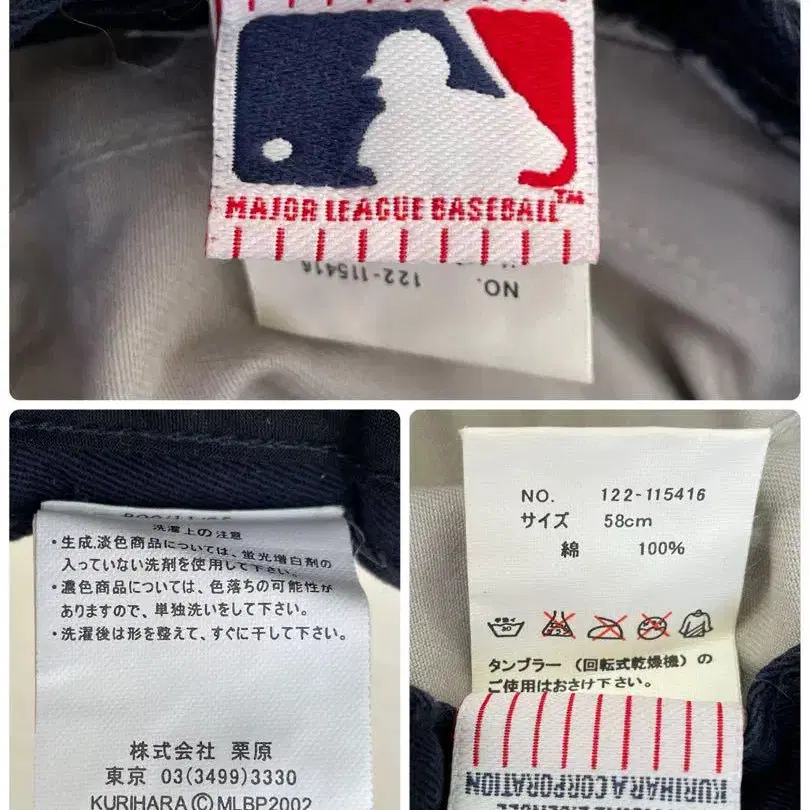 MAJOR LEAGUE BASEBALL™
NO. 122-115416
洗濯上の注意
・生成.淡色商品については、蛍光増白剤の
入っていない洗剤を使用して下さい。
・濃色商品については、色落ちの可能性が
ありますので、単独洗いをして下さい。
・洗濯後は形を整えて、すぐに干して下さい。
株式会社 栗原
東京 03(3499)3330
KURIHARA Ⓒ MLBP2002
NO. 122-115416
サイズ 58cm
綿 100%
タンブラー（回転式乾燥機）の
ご使用はおさけ下さい。
KURIHARA CORPORATION